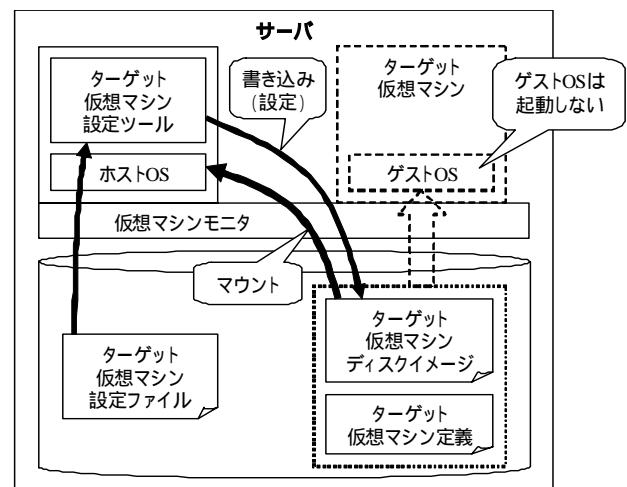 サーバ
ターゲット
仮想マシン
設定ツール
ホストOS
書き込み
(設定)
ターゲット
仮想マシン
ゲストOSは
起動しない
ゲストOS
仮想マシンモニタ
マウント
ターゲット
仮想マシン
設定ファイル
ターゲット
仮想マシン
ディスクイメージ
ターゲット
仮想マシン定義